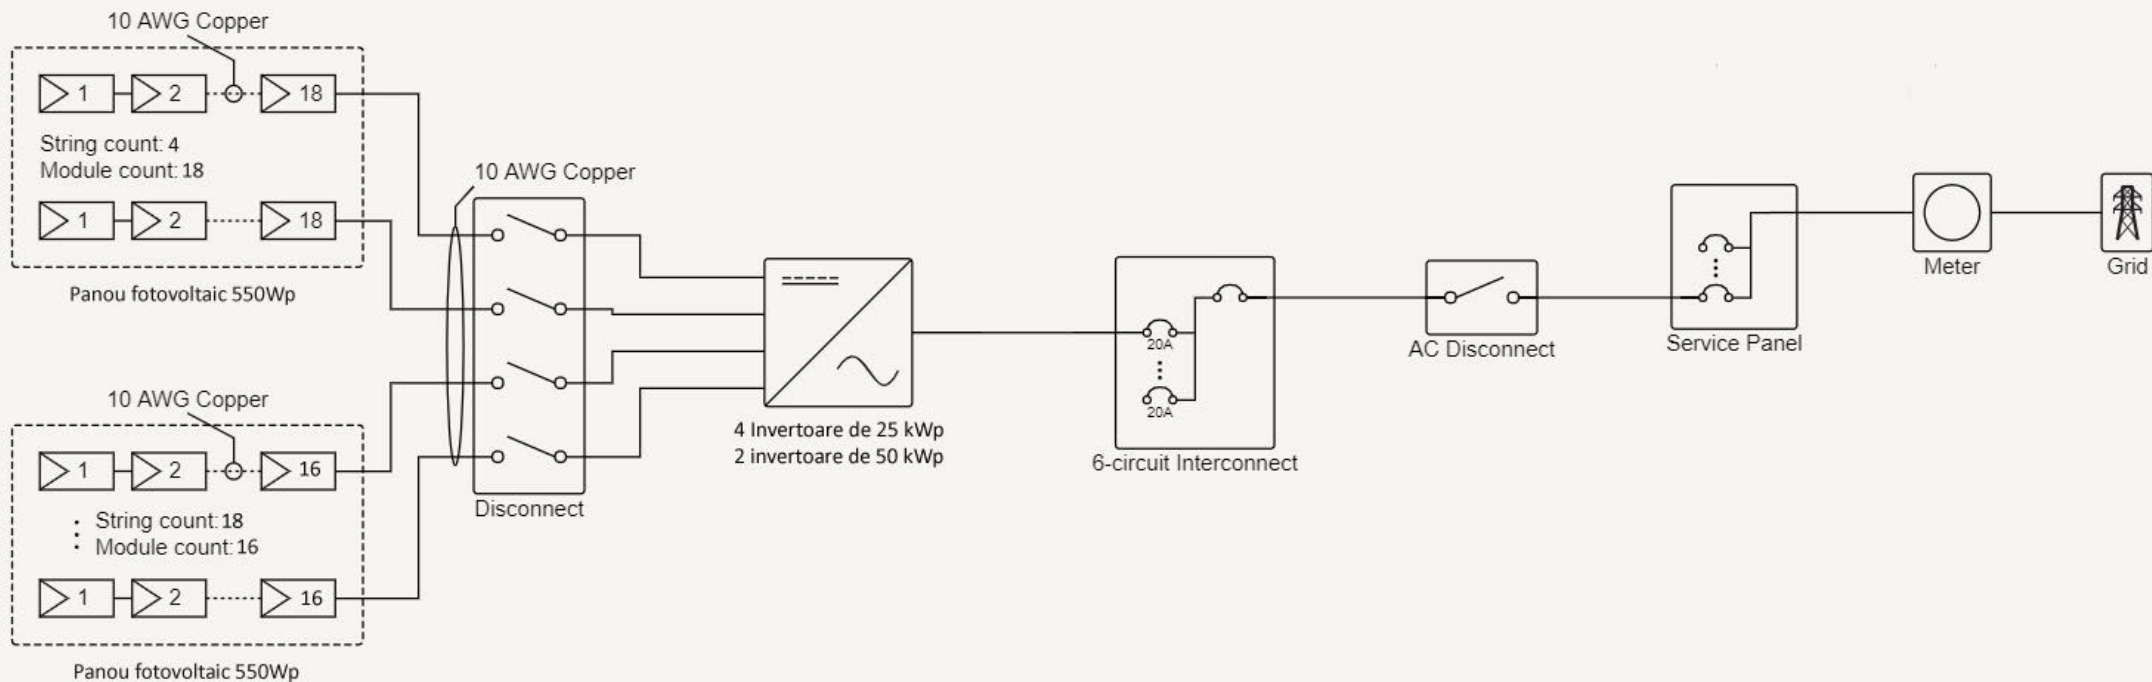 10 AWG Copper
1 2 18
String count: 4
Module count: 18
1 2 18
Panou fotovoltaic 550Wp
10 AWG Copper
1 2 16
String count: 18
Module count: 16
1 2 16
Panou fotovoltaic 550Wp
10 AWG Copper
Disconnect
4 Invertoare de 25 kWp
2 invertoare de 50 kWp
20A
20A
6-circuit Interconnect
AC Disconnect
Service Panel
Meter
Grid